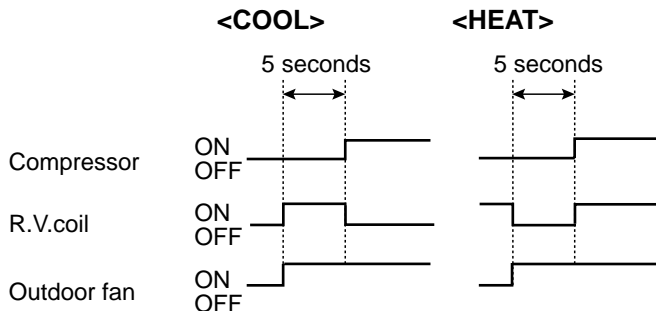 <COOL> <HEAT>
5 seconds 5 seconds
Compressor ON
OFF
R.V.coil ON
OFF
Outdoor fan ON
OFF